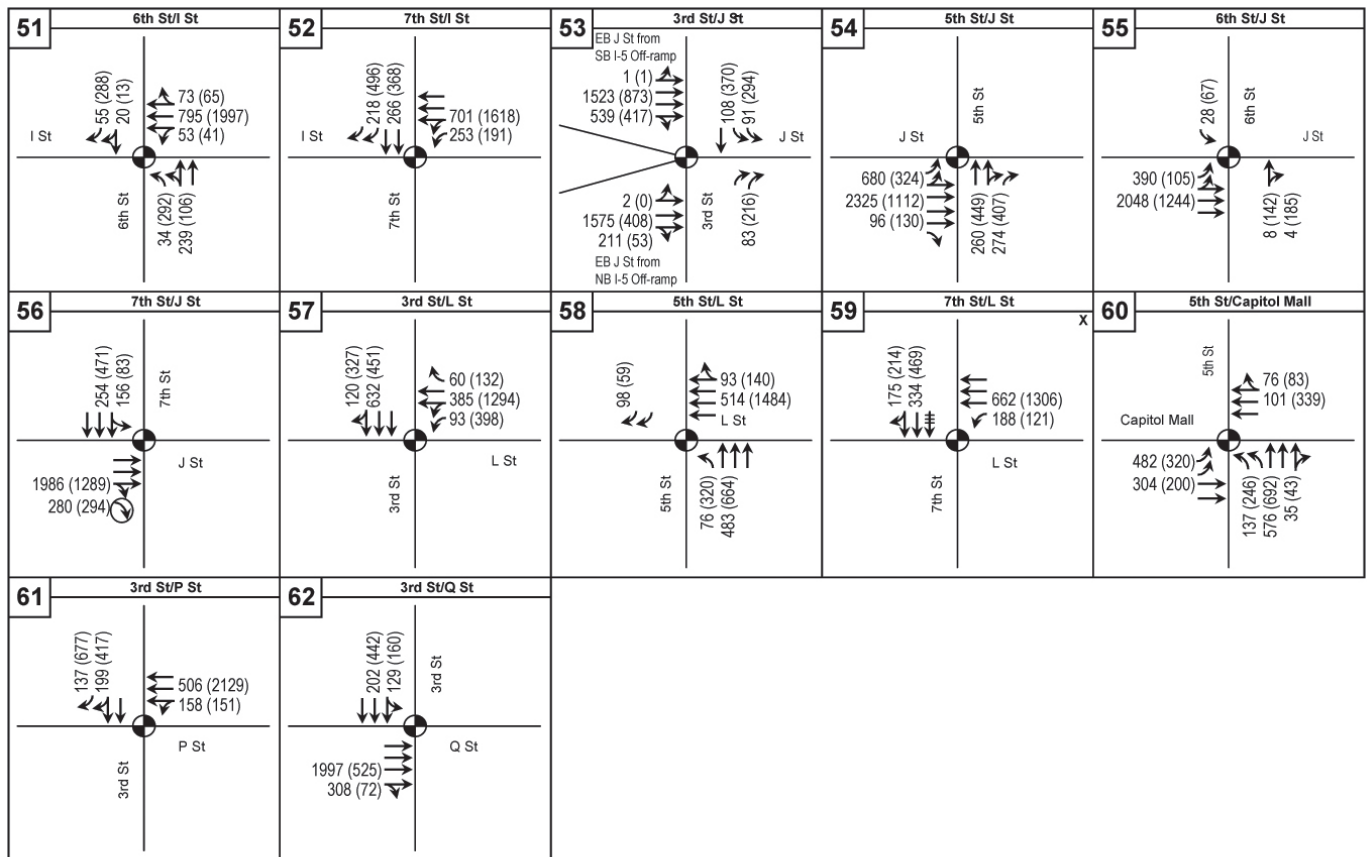 51
6th St/I St
55 (288)
20 (13)
73 (65)
795 (1997)
53 (41)
I St
6th St
34 (292)
239 (106)
52
7th St/I St
218 (496)
266 (368)
701 (1618)
253 (191)
I St
7th St
53
3rd St/J St
EB J St from
SB I-5 Off-ramp
1 (1)
1523 (873)
539 (417)
108 (370)
91 (294)
J St
2 (0)
1575 (408)
211 (53)
3rd St
83 (216)
EB J St from
NB I-5 Off-ramp
54
5th St/J St
5th St
J St
680 (324)
2325 (1112)
96 (130)
260 (449)
274 (407)
55
6th St/J St
28 (67)
6th St
J St
390 (105)
2048 (1244)
8 (142)
4 (185)
56
7th St/J St
254 (471)
156 (83)
7th St
J St
1986 (1289)
280 (294)
57
3rd St/L St
120 (327)
632 (451)
60 (132)
385 (1294)
93 (398)
L St
3rd St
58
5th St/L St
98 (59)
93 (140)
514 (1484)
L St
5th St
76 (320)
483 (664)
59
7th St/L St
X
175 (214)
334 (469)
662 (1306)
188 (121)
7th St
L St
60
5th St/Capitol Mall
5th St
76 (83)
101 (339)
Capitol Mall
482 (320)
304 (200)
137 (246)
576 (692)
35 (43)
61
3rd St/P St
137 (677)
199 (417)
506 (2129)
158 (151)
P St
3rd St
62
3rd St/Q St
202 (442)
129 (160)
3rd St
Q St
1997 (525)
308 (72)